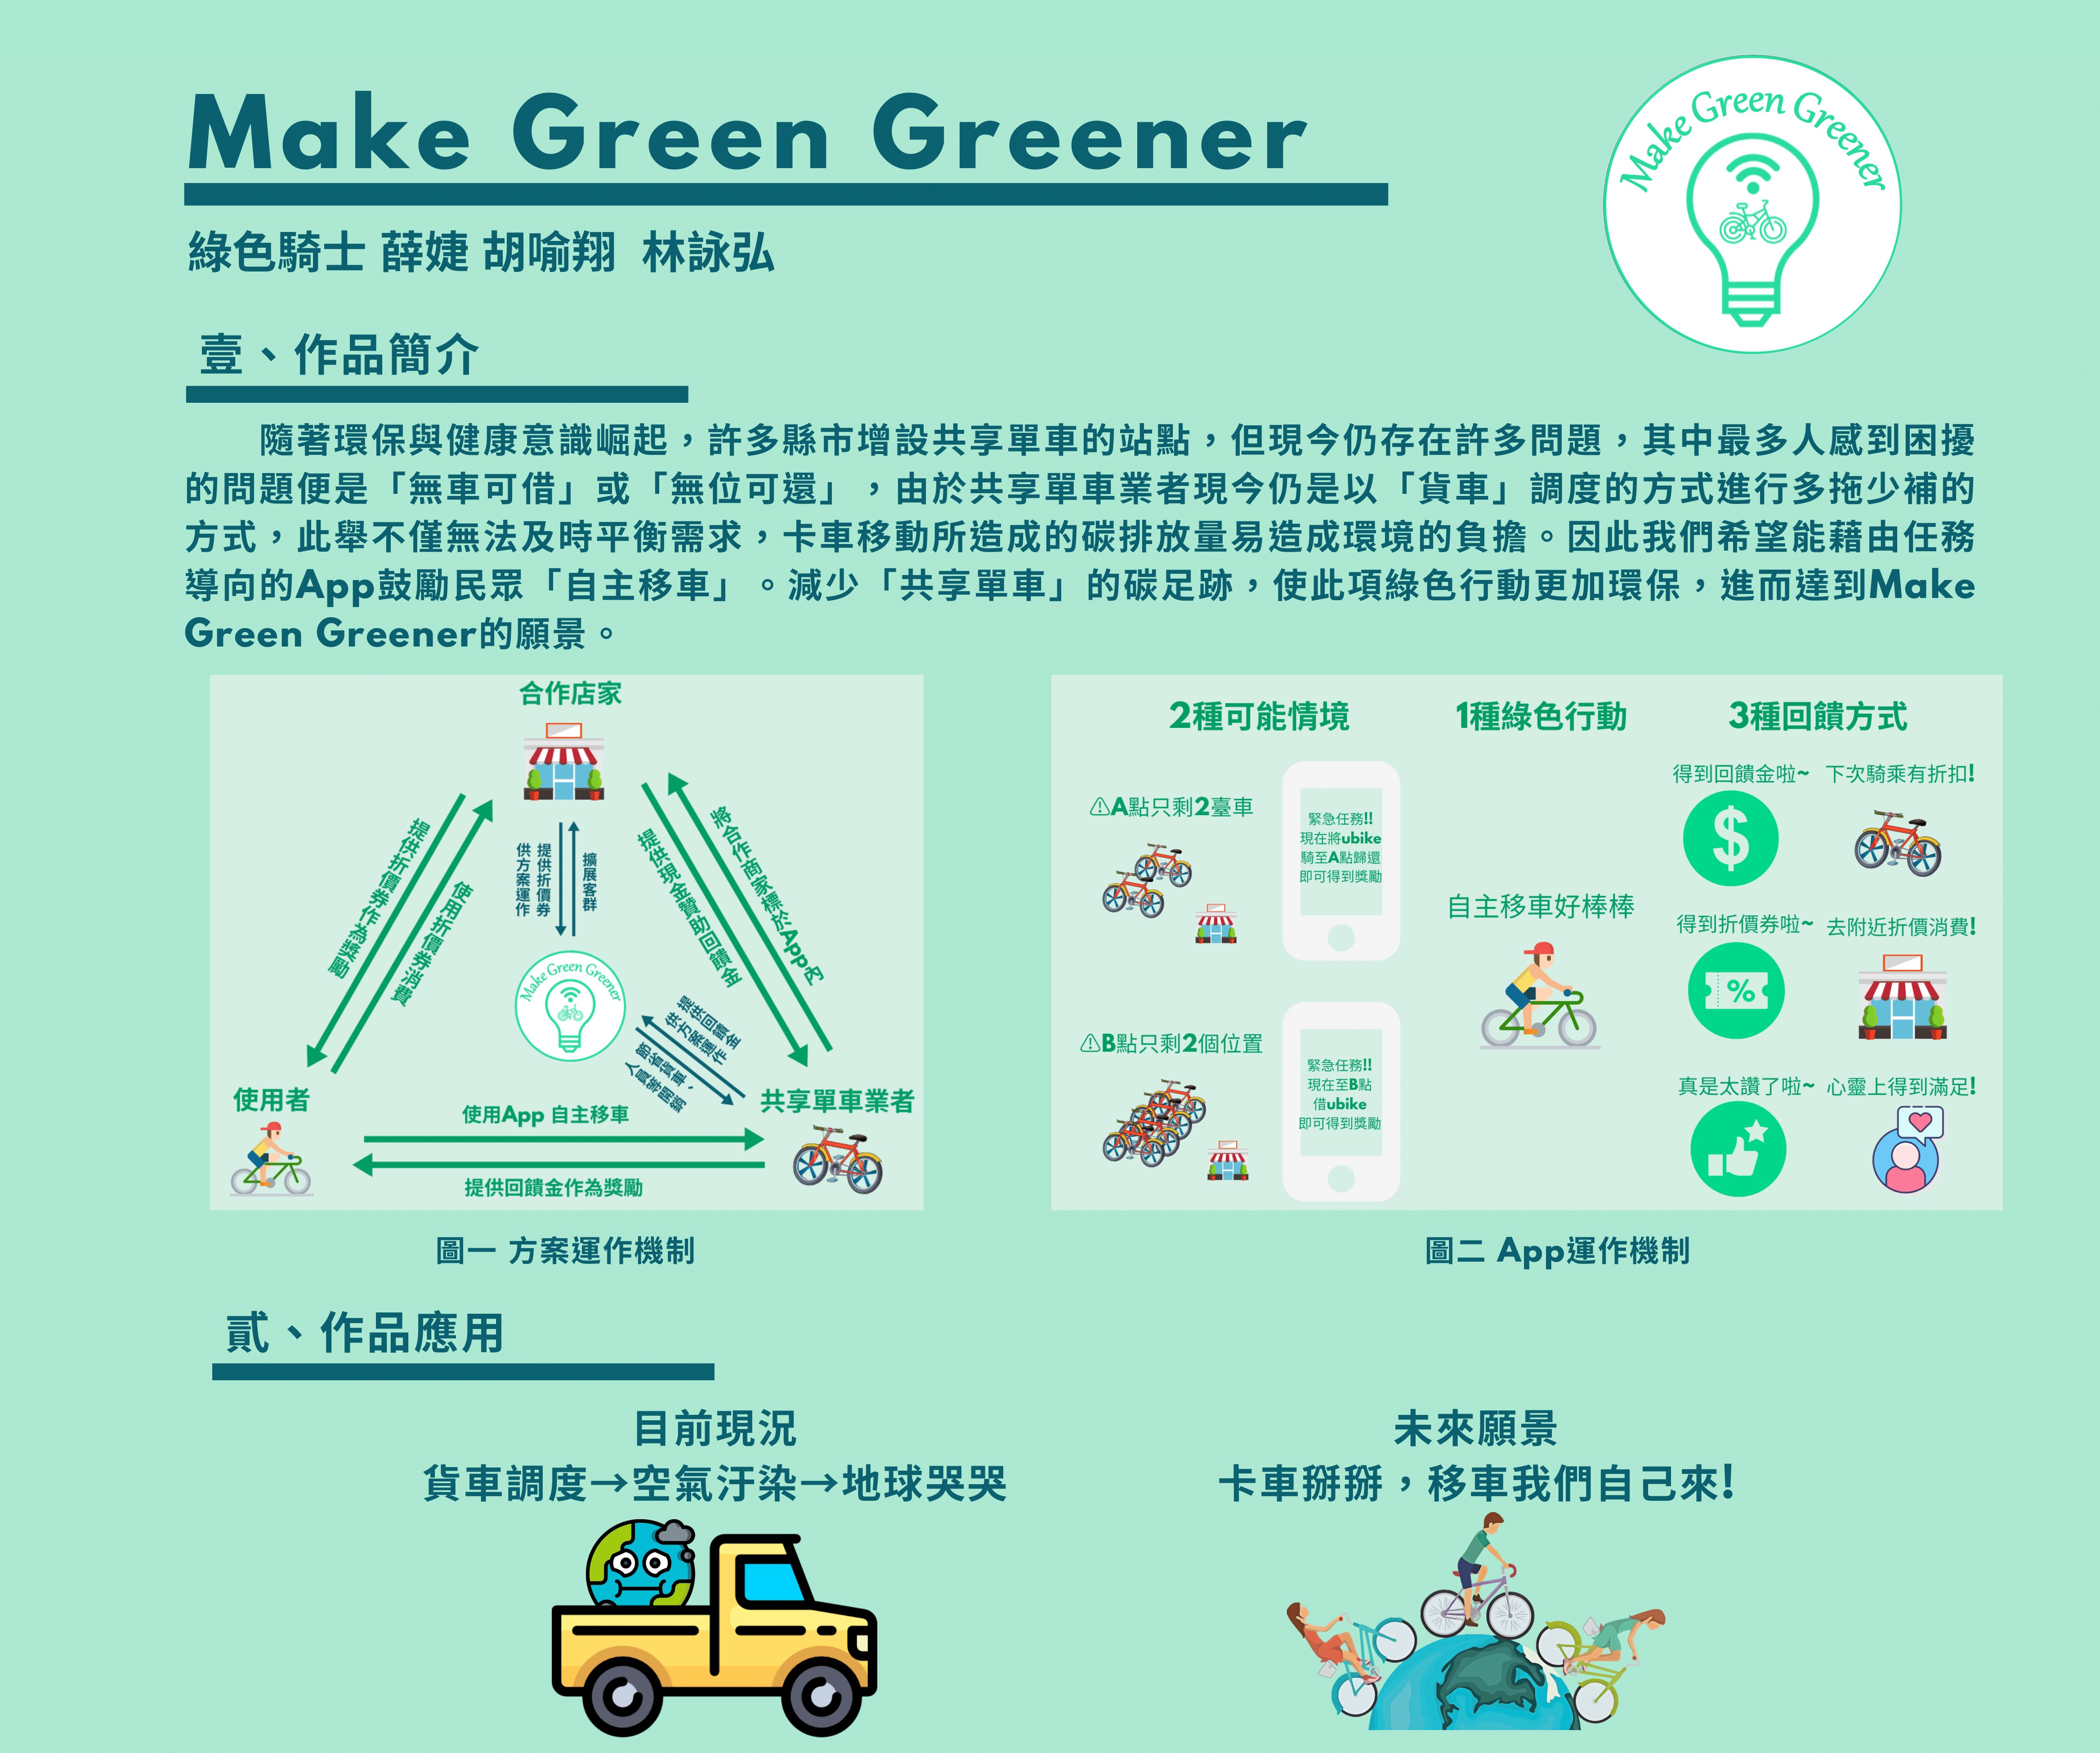 Make Green Greener
Make Green Greener
綠色騎士 薛婕 胡喻翔 林詠弘
壹、作品簡介
隨著環保與健康意識崛起，許多縣市增設共享單車的站點，但現今仍存在許多問題，其中最多人感到困擾
的問題便是「無車可借」或「無位可還」，由於共享單車業者現今仍是以「貨車」調度的方式進行多拖少補的
方式，此舉不僅無法及時平衡需求，卡車移動所造成的碳排放量易造成環境的負擔。因此我們希望能藉由任務
導向的App鼓勵民眾「自主移車」。減少「共享單車」的碳足跡，使此項綠色行動更加環保，進而達到Make
Green Greener的願景。
合作店家
提供折價券作為獎勵
使用折價券消費
提供折價券
供方案運作
擴展客群
提供現金贊助回饋金
將合作商家標於App內
Make Green Greener
提供回饋金
供方案運作
節省貨車、
人員等開銷
使用者
共享單車業者
使用App 自主移車
提供回饋金作為獎勵
圖一 方案運作機制
2種可能情境
1種綠色行動
3種回饋方式
⚠A點只剩2臺車
緊急任務!!
現在將ubike
騎至A點歸還
即可得到獎勵
⚠B點只剩2個位置
緊急任務!!
現在至B點
借ubike
即可得到獎勵
自主移車好棒棒
得到回饋金啦~ 下次騎乘有折扣!
$
得到折價券啦~ 去附近折價消費!
%
真是太讚了啦~ 心靈上得到滿足!
圖二 App運作機制
貳、作品應用
目前現況
貨車調度→空氣汙染→地球哭哭
未來願景
卡車掰掰，移車我們自己來!